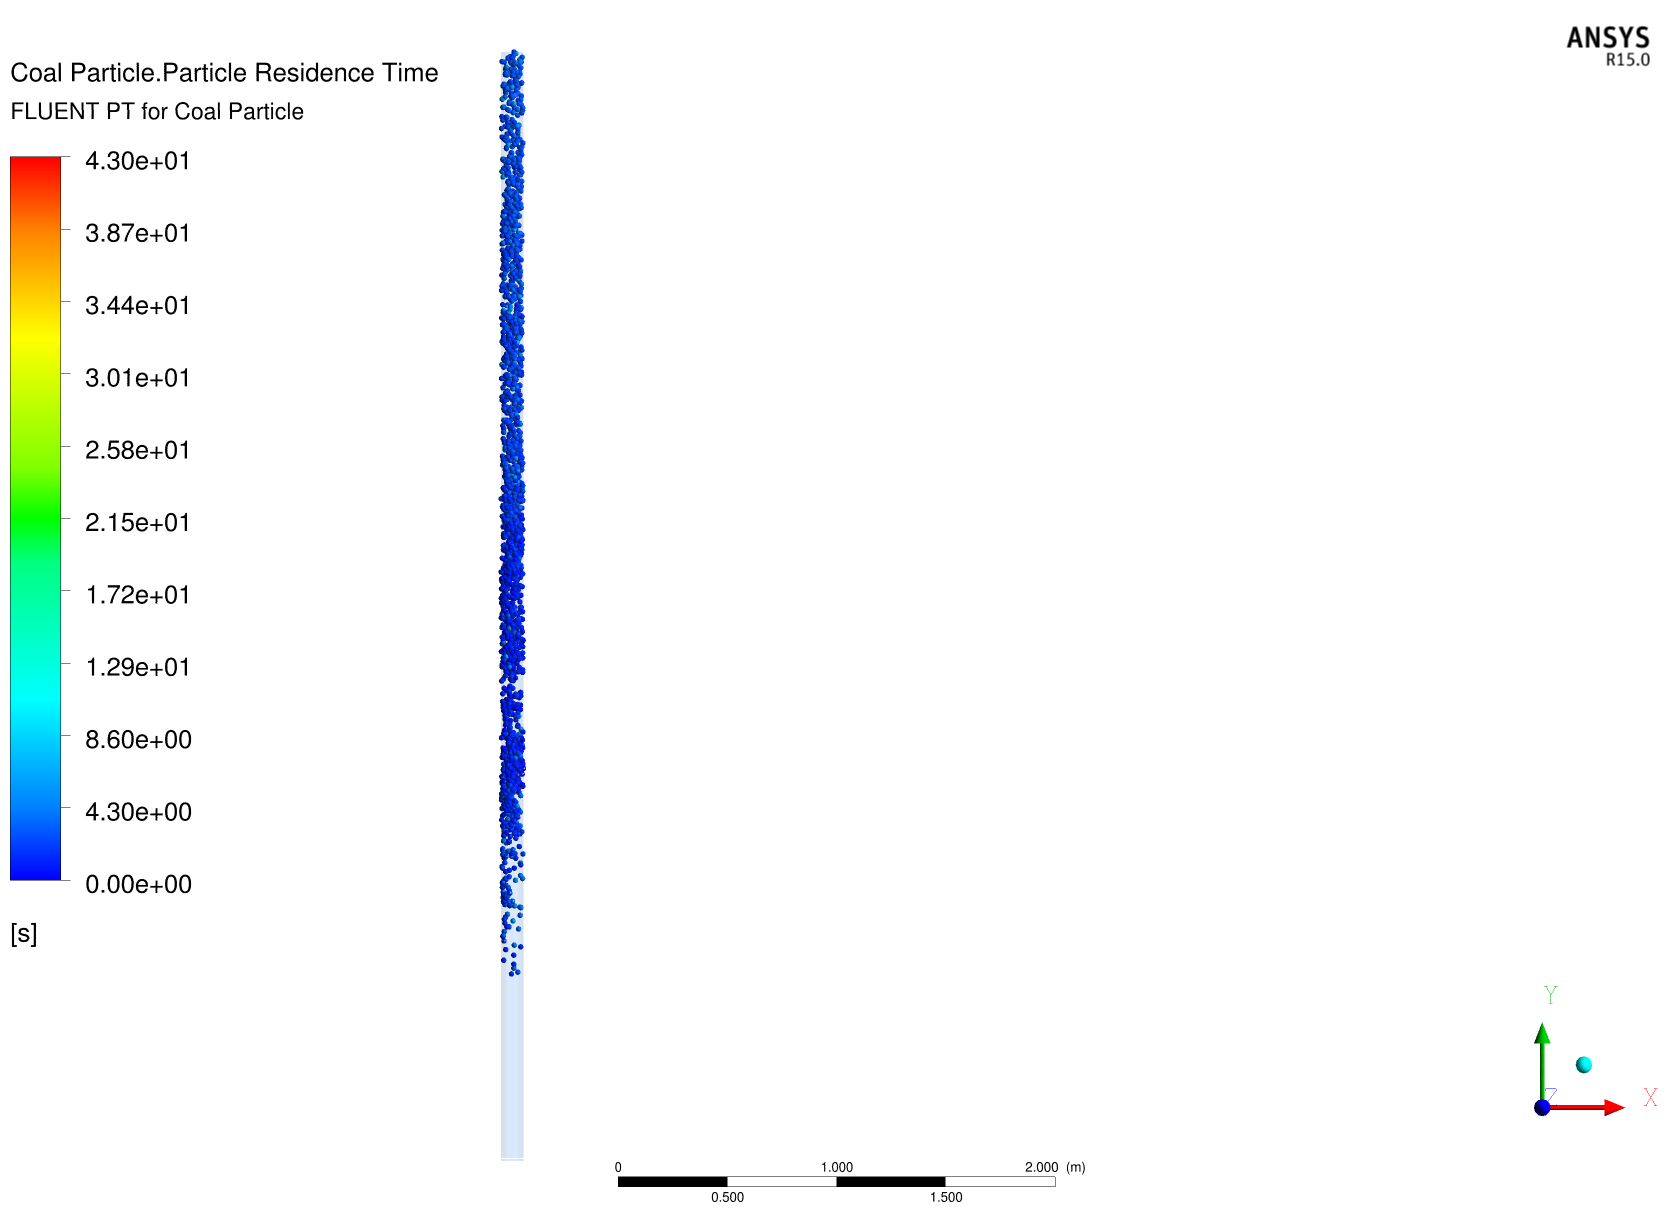 Coal Particle.Particle Residence Time
FLUENT PT for Coal Particle
4.30e+01
3.87e+01
3.44e+01
3.01e+01
2.58e+01
2.15e+01
1.72e+01
1.29e+01
8.60e+00
4.30e+00
0.00e+00
[s]
ANSYS
R15.0
Y
Z
X
0 1.000 2.000 (m)
0.500 1.500